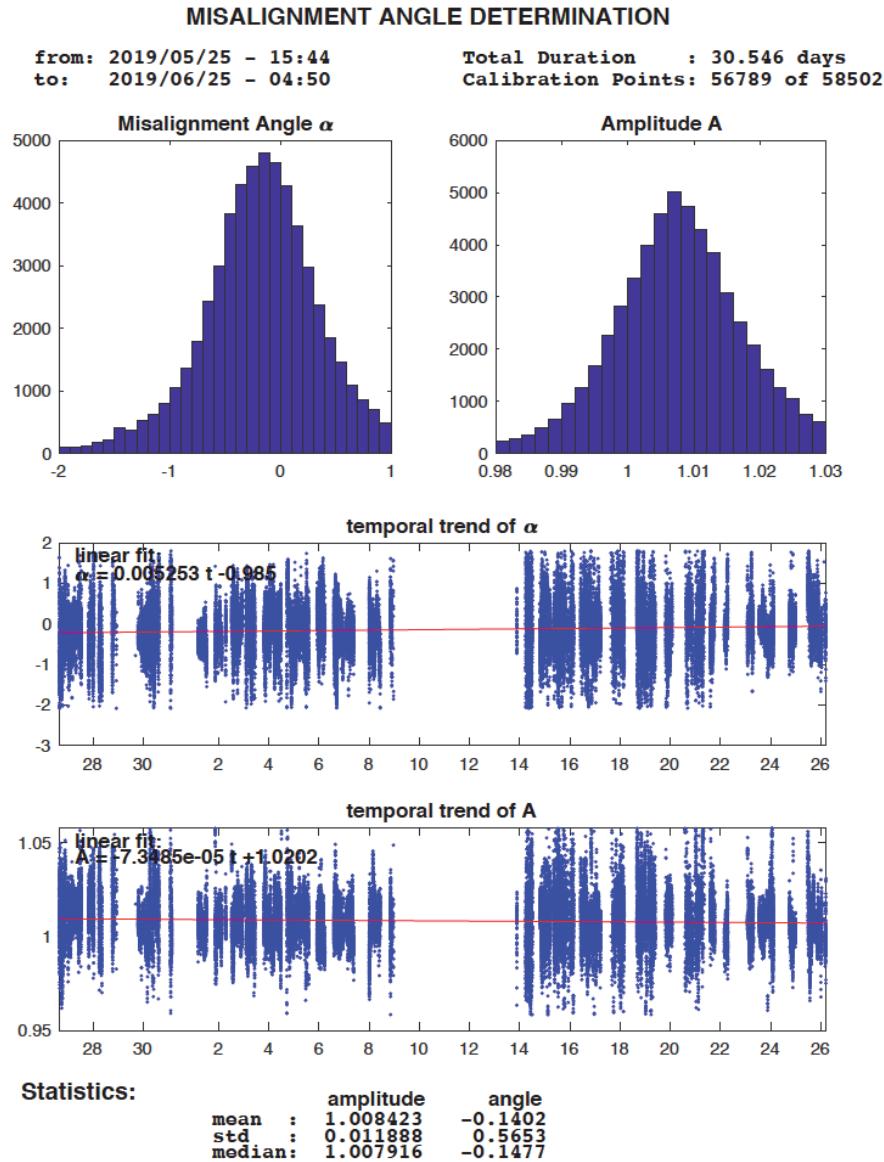 MISALIGNMENT ANGLE DETERMINATION
from: 2019/05/25 - 15:44
to: 2019/06/25 - 04:50
Total Duration : 30.546 days
Calibration Points: 56789 of 58502
Misalignment Angle α
5000
4000
3000
2000
1000
0
-2 -1 0 1
Amplitude A
6000
5000
4000
3000
2000
1000
0
0.98 0.99 1 1.01 1.02 1.03
temporal trend of α
linear fit:
α = 0.005253 t -0.985
2
1
0
-1
-2
-3
28 30 2 4 6 8 10 12 14 16 18 20 22 24 26
temporal trend of A
linear fit:
A = -7.3485e-05 t +1.0202
1.05
1
0.95
28 30 2 4 6 8 10 12 14 16 18 20 22 24 26
Statistics:
amplitude angle
mean : 1.008423 -0.1402
std : 0.011888 0.5653
median: 1.007916 -0.1477